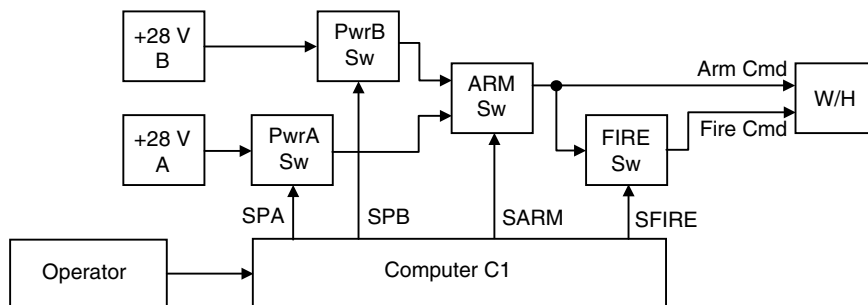 +28 V
B
PwrB
Sw
ARM
Sw
Arm Cmd
W/H
+28 V
A
PwrA
Sw
FIRE
Sw
Fire Cmd
SPA
SPB
SARM
SFIRE
Operator
Computer C1